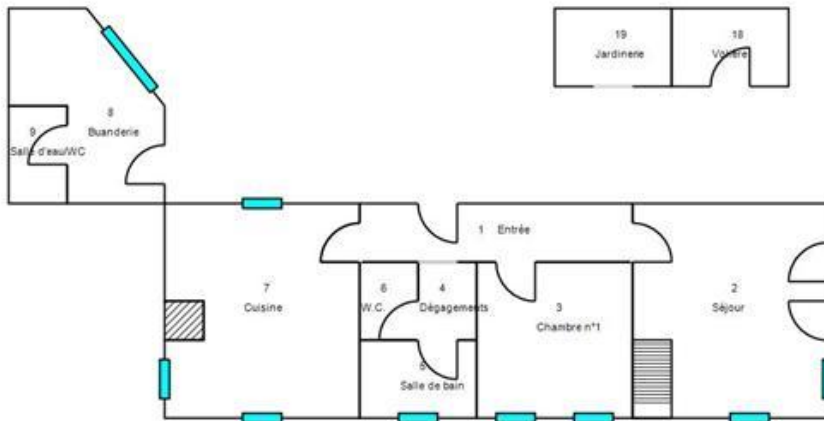 19
Jardinerie
18
Volière
8
Buanderie
9
Salle d'eau/WC
1 Entrée
7
Cuisine
6
W.C.
4
Dégagements
3
Chambre n°1
2
Séjour
5
Salle de bain